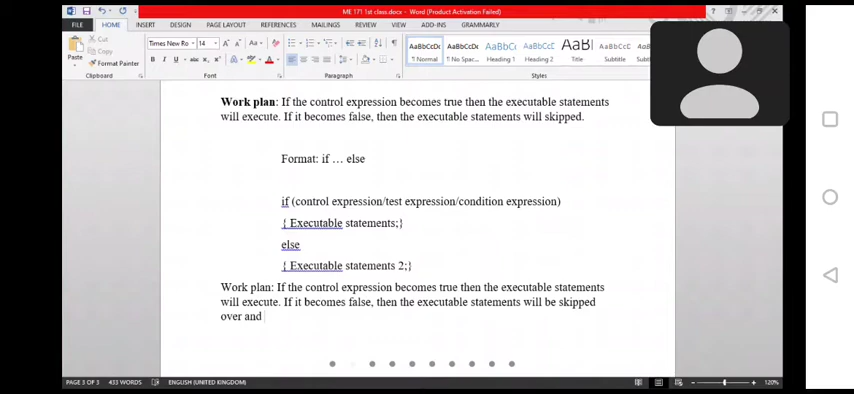 ME 171 1st class.docx - Word (Product Activation Failed)
FILE HOME INSERT DESIGN PAGE LAYOUT REFERENCES MAILINGS REVIEW VIEW ADD-INS GRAMMARLY
Cut
Copy
Format Painter
Paste
Times New Ro 14
AaBbCcDc AaBbCcDc AaBbCc AaBbCcD AaBl AaBbCcD
¶ Normal ¶ No Spac... Heading 1 Heading 2 Title Subtitle
Clipboard Font Paragraph Styles
Work plan: If the control expression becomes true then the executable statements
will execute. If it becomes false, then the executable statements will skipped.
Format: if … else
if (control expression/test expression/condition expression)
{ Executable statements;}
else
{ Executable statements 2;}
Work plan: If the control expression becomes true then the executable statements
will execute. If it becomes false, then the executable statements will be skipped
over and
PAGE 3 OF 3 433 WORDS ENGLISH (UNITED KINGDOM) 120%